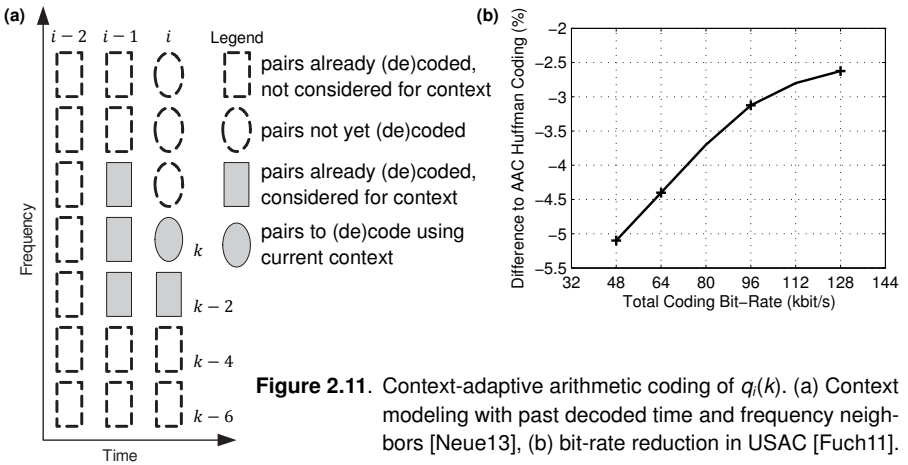 (a)
i − 2 i − 1 i Legend
pairs already (de)coded,
not considered for context
pairs not yet (de)coded
pairs already (de)coded,
considered for context
pairs to (de)code using
current context
k
k − 2
k − 4
k − 6
Frequency
Time
(b)
Difference to AAC Huffman Coding (%)
−2
−2.5
−3
−3.5
−4
−4.5
−5
−5.5
32 48 64 80 96 112 128 144
Total Coding Bit−Rate (kbit/s)
Figure 2.11. Context-adaptive arithmetic coding of qi(k). (a) Context
modeling with past decoded time and frequency neigh-
bors [Neue13], (b) bit-rate reduction in USAC [Fuch11].